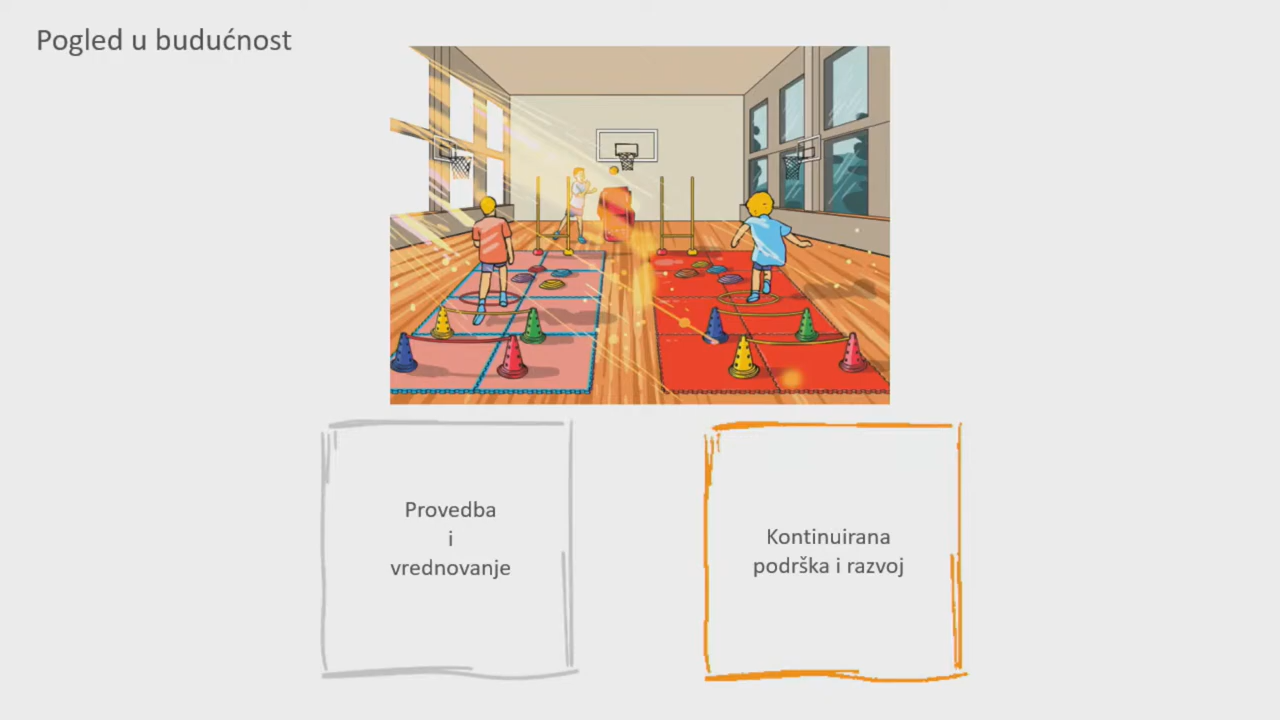 Pogled u budućnost
Provedba
i
vrednovanje
Kontinuirana
podrška i razvoj